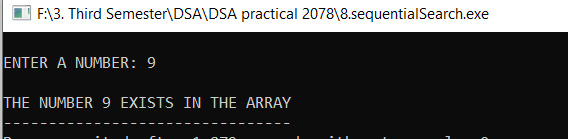 F:\3. Third Semester\DSA\DSA practical 2078\8.sequentialSearch.exe
ENTER A NUMBER: 9
THE NUMBER 9 EXISTS IN THE ARRAY
--------------------------------